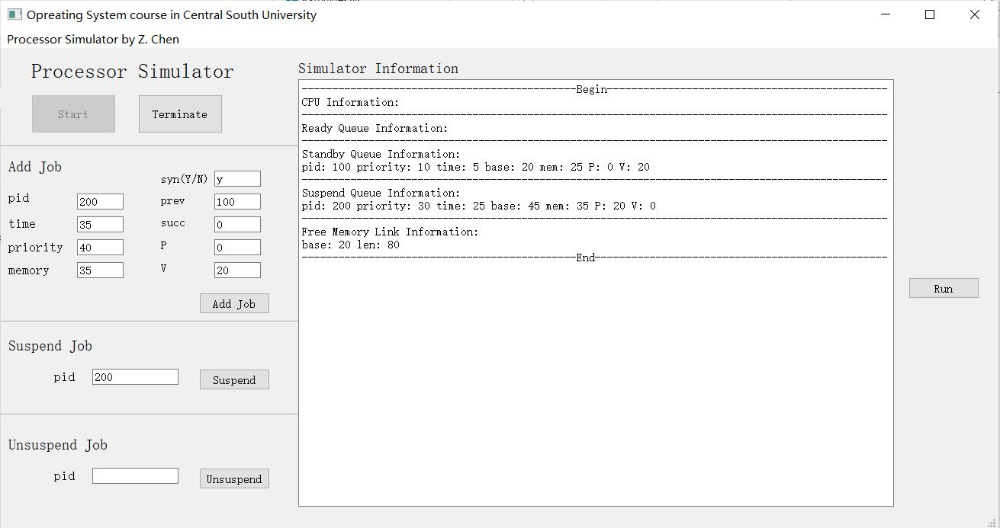 Opreating System course in Central South University
Processor Simulator by Z. Chen
Processor Simulator
Start
Terminate
Add Job
syn(Y/N) y
pid 200
prev 100
time 35
succ 0
priority 40
P 0
memory 35
V 20
Add Job
Suspend Job
pid 200
Suspend
Unsuspend Job
pid
Unsuspend
Simulator Information
---------------------------------------------Begin----------------------------------------------
CPU Information:
------------------------------------------------------------------------------------------------
Ready Queue Information:
------------------------------------------------------------------------------------------------
Standby Queue Information:
pid: 100 priority: 10 time: 5 base: 20 mem: 25 P: 0 V: 20
------------------------------------------------------------------------------------------------
Suspend Queue Information:
pid: 200 priority: 30 time: 25 base: 45 mem: 35 P: 20 V: 0
------------------------------------------------------------------------------------------------
Free Memory Link Information:
base: 20 len: 80
---------------------------------------------End------------------------------------------------
Run